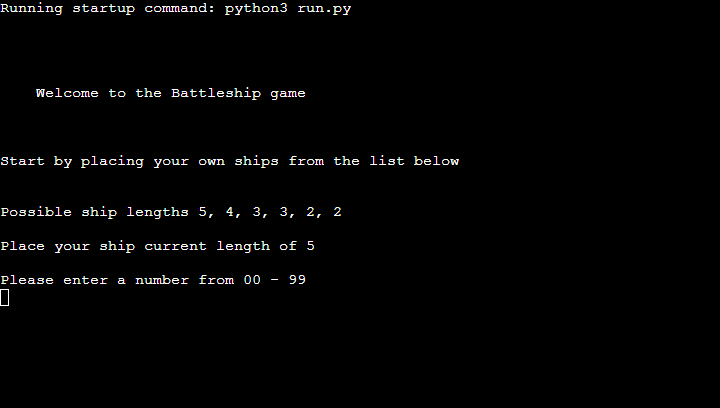 Running startup command: python3 run.py
Welcome to the Battleship game
Start by placing your own ships from the list below
Possible ship lengths 5, 4, 3, 3, 2, 2
Place your ship current length of 5
Please enter a number from 00 - 99